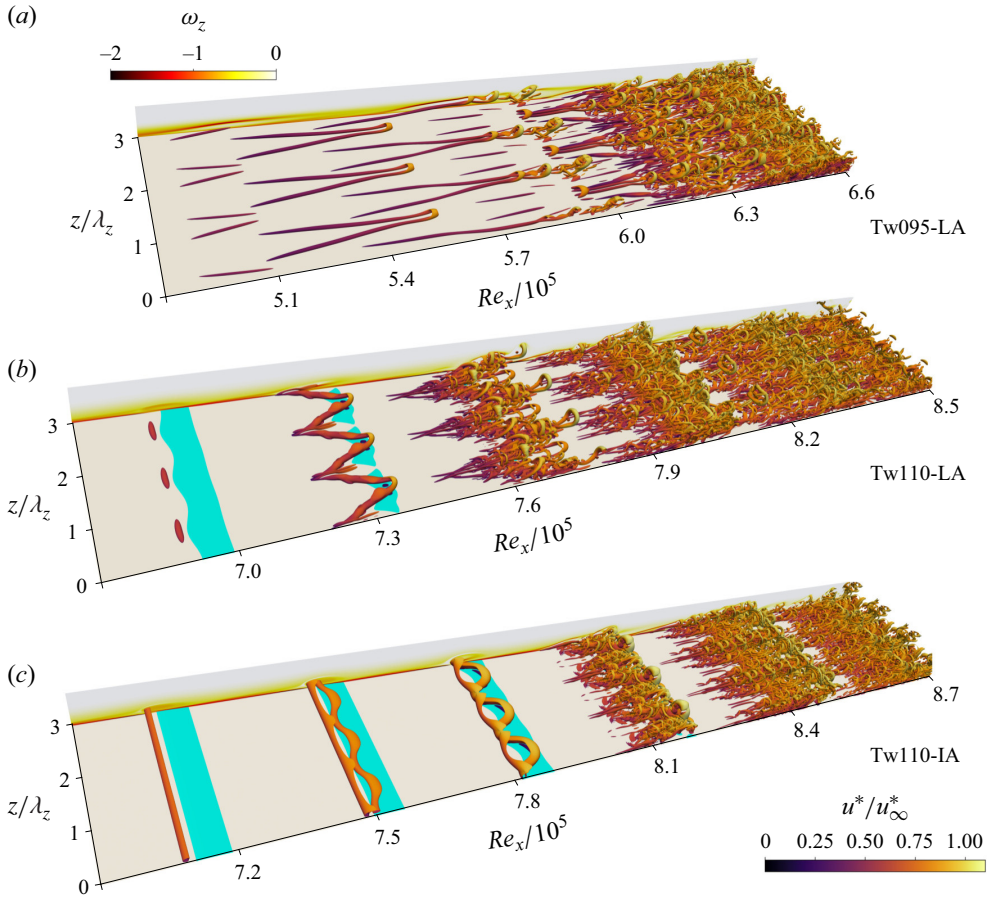 (a)
ω_z
−2 −1 0
3
2
z/λ_z
1
0
5.1 5.4 5.7 6.0 6.3 6.6
Re_x/10^5
Tw095-LA
(b)
3
2
z/λ_z
1
0
7.0 7.3 7.6 7.9 8.2 8.5
Re_x/10^5
Tw110-LA
(c)
3
2
z/λ_z
1
0
7.2 7.5 7.8 8.1 8.4 8.7
Re_x/10^5
Tw110-IA
u*/u*_∞
0 0.25 0.50 0.75 1.00